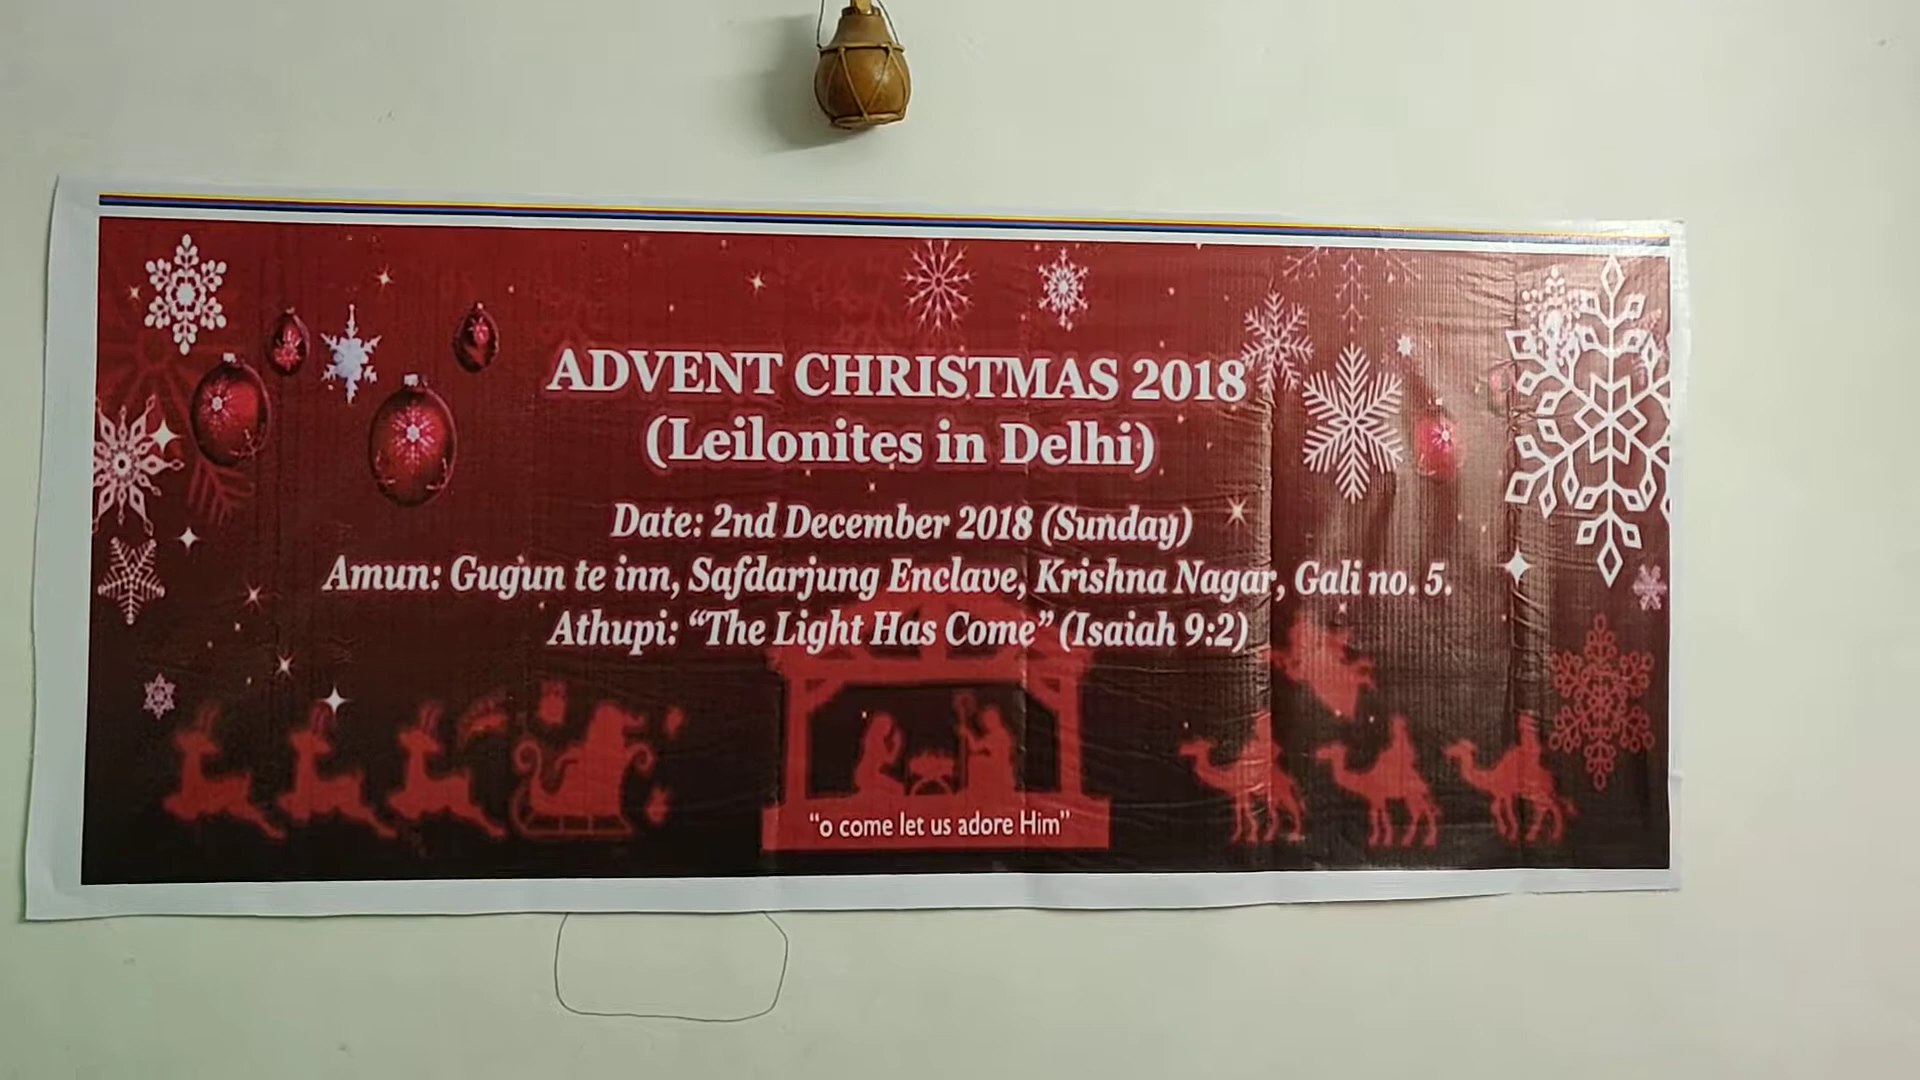 ADVENT CHRISTMAS 2018
(Leilonites in Delhi)
Date: 2nd December 2018 (Sunday)
Amun: Gugun te inn, Safdarjung Enclave, Krishna Nagar, Gali no. 5.
Athupi: “The Light Has Come” (Isaiah 9:2)
“o come let us adore Him”